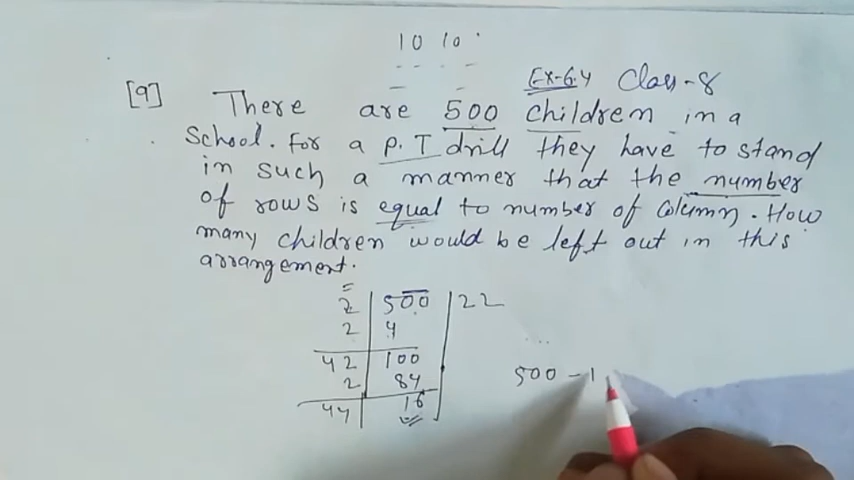 10 10
Ex-6.4 Class-8
[9] There are 500 children in a
School. For a P.T drill they have to stand
in such a manner that the number
of rows is equal to number of Column. How
many children would be left out in this
arrangement.
2 500 22
2 4
42 100
2 84
44 16
500 - 1